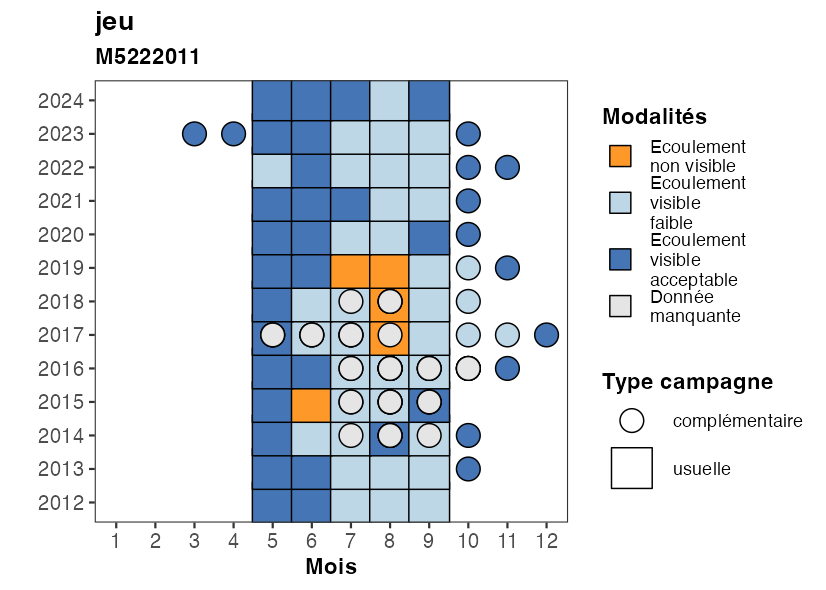 jeu
M5222011
2024
2023
2022
2021
2020
2019
2018
2017
2016
2015
2014
2013
2012
1 2 3 4 5 6 7 8 9 10 11 12
Mois
Modalités
Ecoulement
non visible
Ecoulement
visible
faible
Ecoulement
visible
acceptable
Donnée
manquante
Type campagne
complémentaire
usuelle